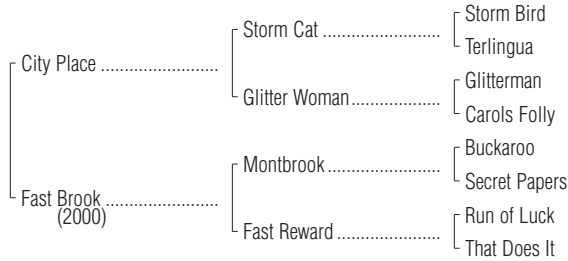 Storm Bird
Storm Cat ....................
Terlingua
City Place ....................
Glitterman
Glitter Woman....................
Carols Folly
Buckaroo
Montbrook ....................
Secret Papers
Fast Brook ....................
(2000)
Run of Luck
Fast Reward ....................
That Does It